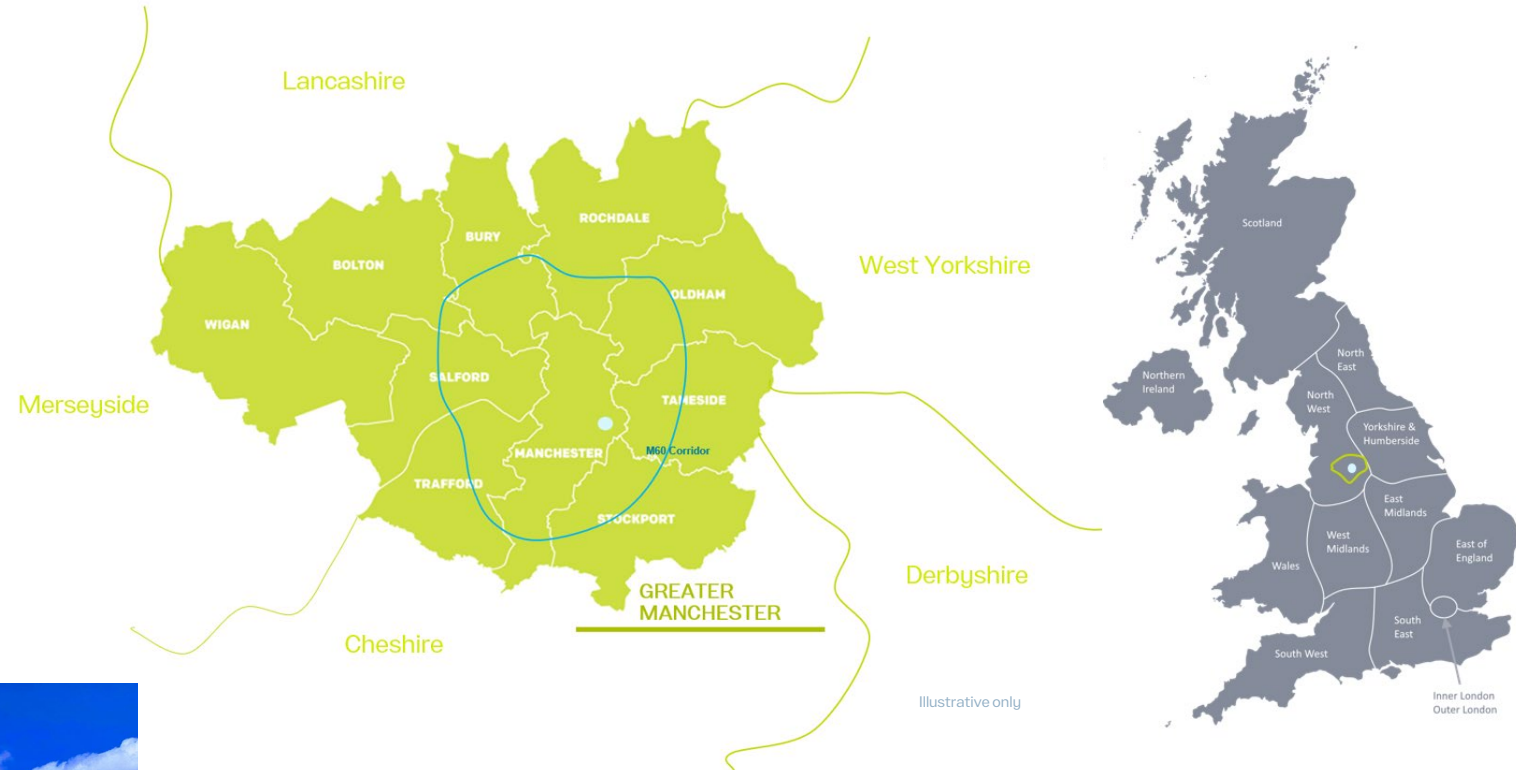 Lancashire
ROCHDALE
BURY
BOLTON
West Yorkshire
OLDHAM
WIGAN
SALFORD
Merseyside
TAMESIDE
M60 Corridor
MANCHESTER
TRAFFORD
STOCKPORT
Derbyshire
GREATER
MANCHESTER
Cheshire
Illustrative only
Scotland
North
East
Northern
Ireland
North
West
Yorkshire &
Humberside
East
Midlands
West
Midlands
East of
England
Wales
South
East
South West
Inner London
Outer London